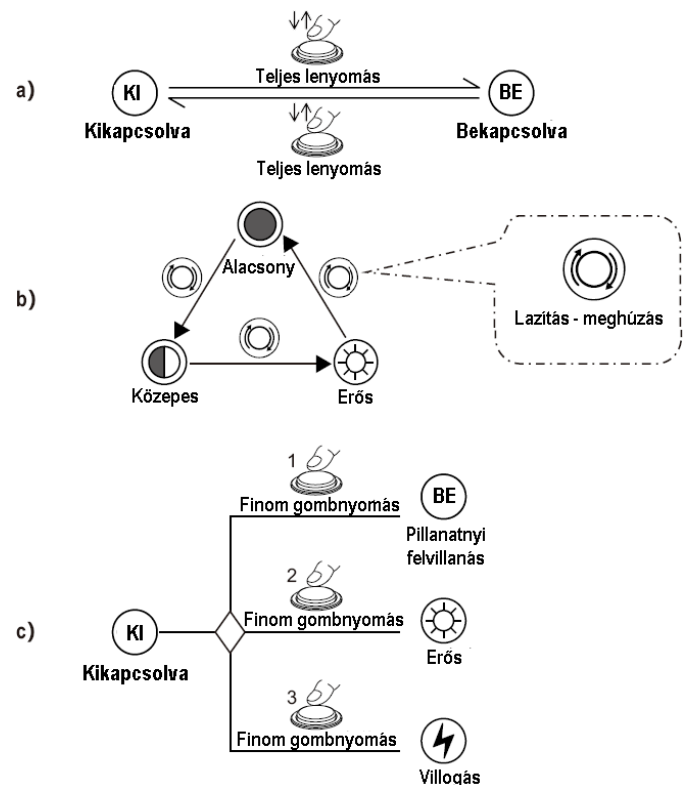 Teljes lenyomás
a)
KI
BE
Kikapcsolva
Bekapcsolva
Teljes lenyomás
b)
Alacsony
Lazítás - meghúzás
Közepes
Erős
1
Finom gombnyomás
BE
Pillanatnyi
felvillanás
2
Finom gombnyomás
c)
KI
Kikapcsolva
Erős
3
Finom gombnyomás
Villogás